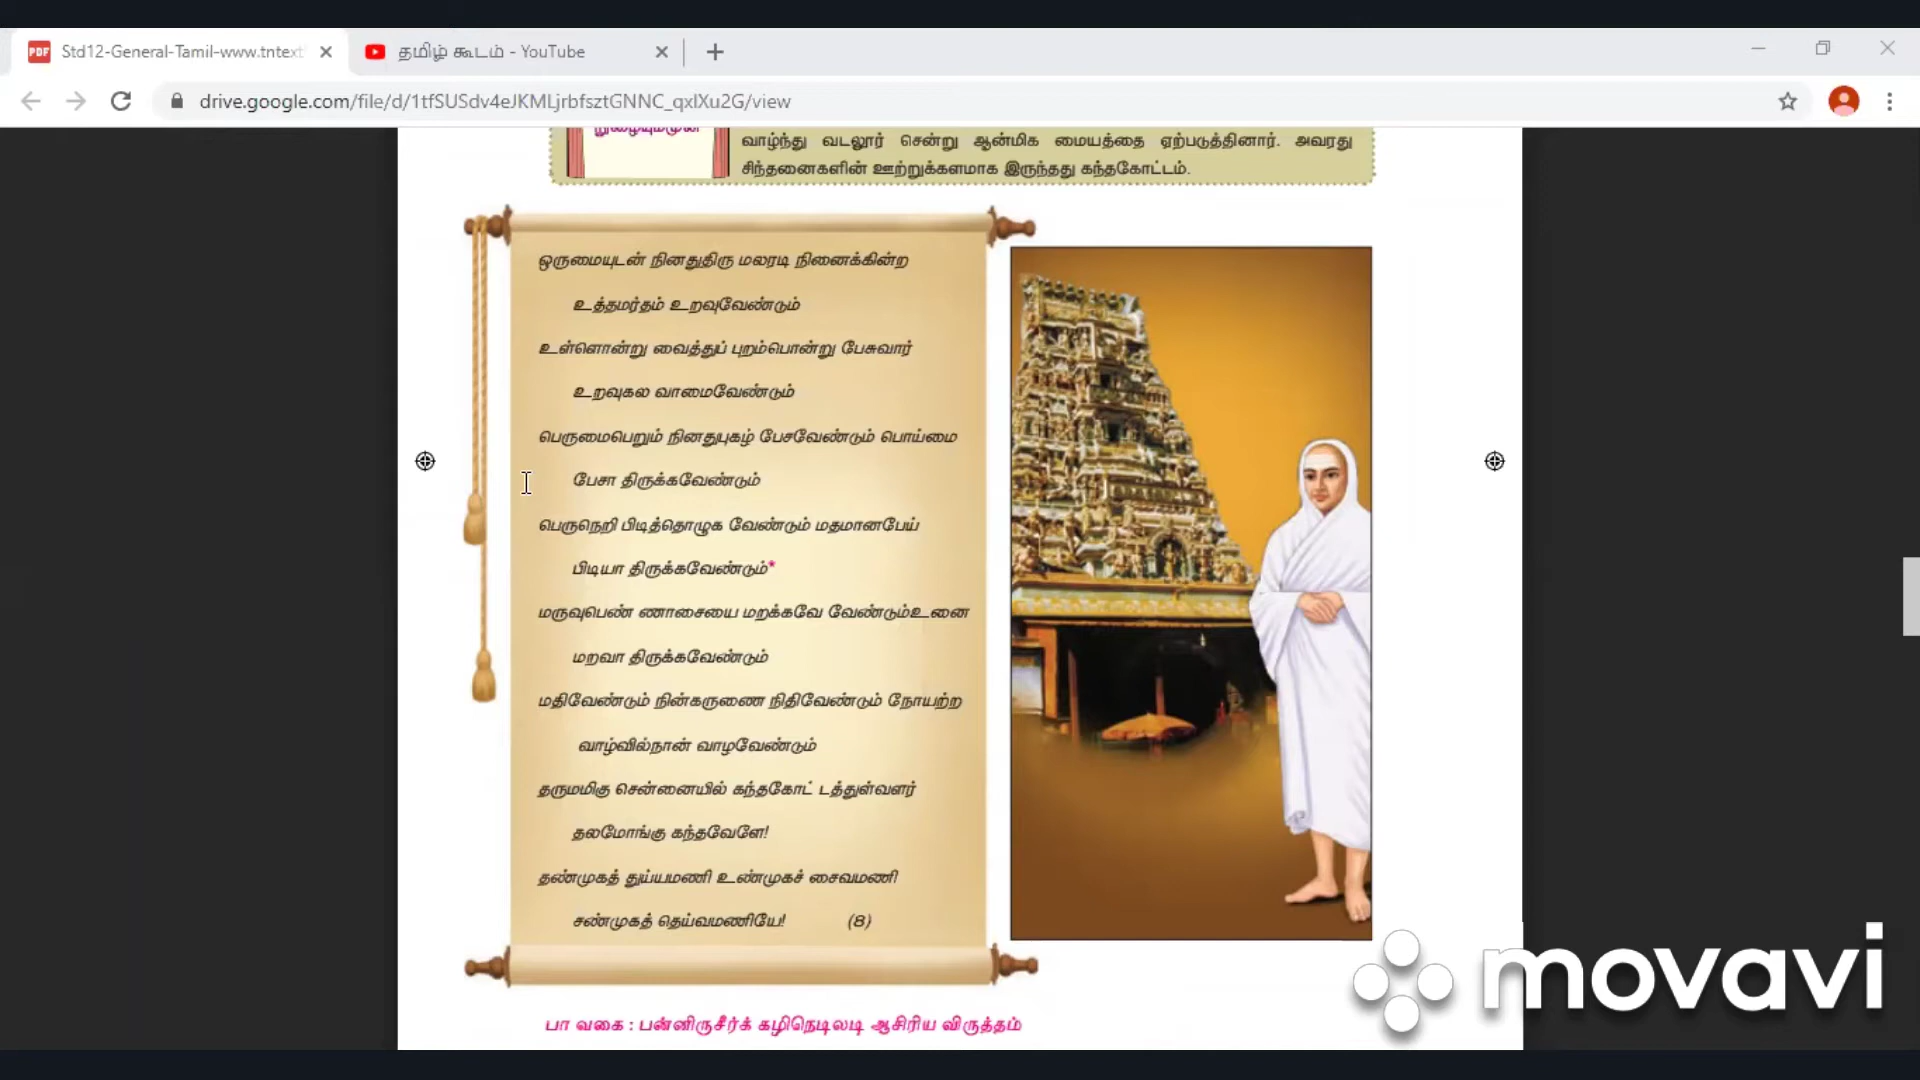 Std12-General-Tamil-www.tntext
தமிழ் கூடம் - YouTube
drive.google.com/file/d/1tfSUSdv4eJKMLjrbfsztGNNC_qxlXu2G/view
வாழ்ந்து வடலூர் சென்று ஆன்மிக மையத்தை ஏற்படுத்தினார். அவரது
சிந்தனைகளின் ஊற்றுக்களமாக இருந்தது கந்தகோட்டம்.
ஒருமையுடன் நினதுதிரு மலரடி நினைக்கின்ற
உத்தமர்தம் உறவுவேண்டும்
உள்ளொன்று வைத்துப் புறம்பொன்று பேசுவார்
உறவுகல வாமைவேண்டும்
பெருமைபெறும் நினதுபுகழ் பேசவேண்டும் பொய்மை
பேசா திருக்கவேண்டும்
பெருநெறி பிடித்தொழுக வேண்டும் மதமானபேய்
பிடியா திருக்கவேண்டும்*
மருவுபெண் ணாசையை மறக்கவே வேண்டும்உனை
மறவா திருக்கவேண்டும்
மதிவேண்டும் நின்கருணை நிதிவேண்டும் நோயற்ற
வாழ்வில்நான் வாழவேண்டும்
தருமமிகு சென்னையில் கந்தகோட் டத்துள்வளர்
தலமோங்கு கந்தவேளே!
தண்முகத் துய்யமணி உண்முகச் சைவமணி
சண்முகத் தெய்வமணியே! (8)
பா வகை : பன்னிருசீர்க் கழிநெடிலடி ஆசிரிய விருத்தம்
movavi